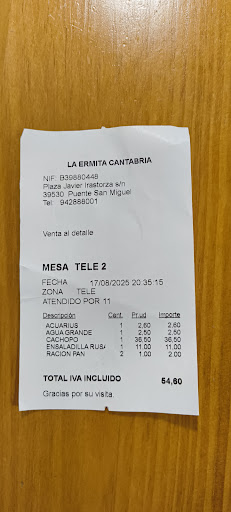 LA ERMITA CANTABRIA
NIF: B39880448
Plaza Javier Irastorza s/n
39530 Puente San Miguel
Tel: 942888001
Venta al detalle
MESA TELE 2
FECHA 17/08/2025 20:35:15
ZONA TELE
ATENDIDO POR 11
Descripción Cant. Pr.ud Importe
ACUARIUS 1 2,60 2,60
AGUA GRANDE 1 2,50 2,50
CACHOPO 1 36,50 36,50
ENSALADILLA RUSA 1 11,00 11,00
RACION PAN 2 1,00 2,00
TOTAL IVA INCLUIDO 54,60
Gracias por su visita.